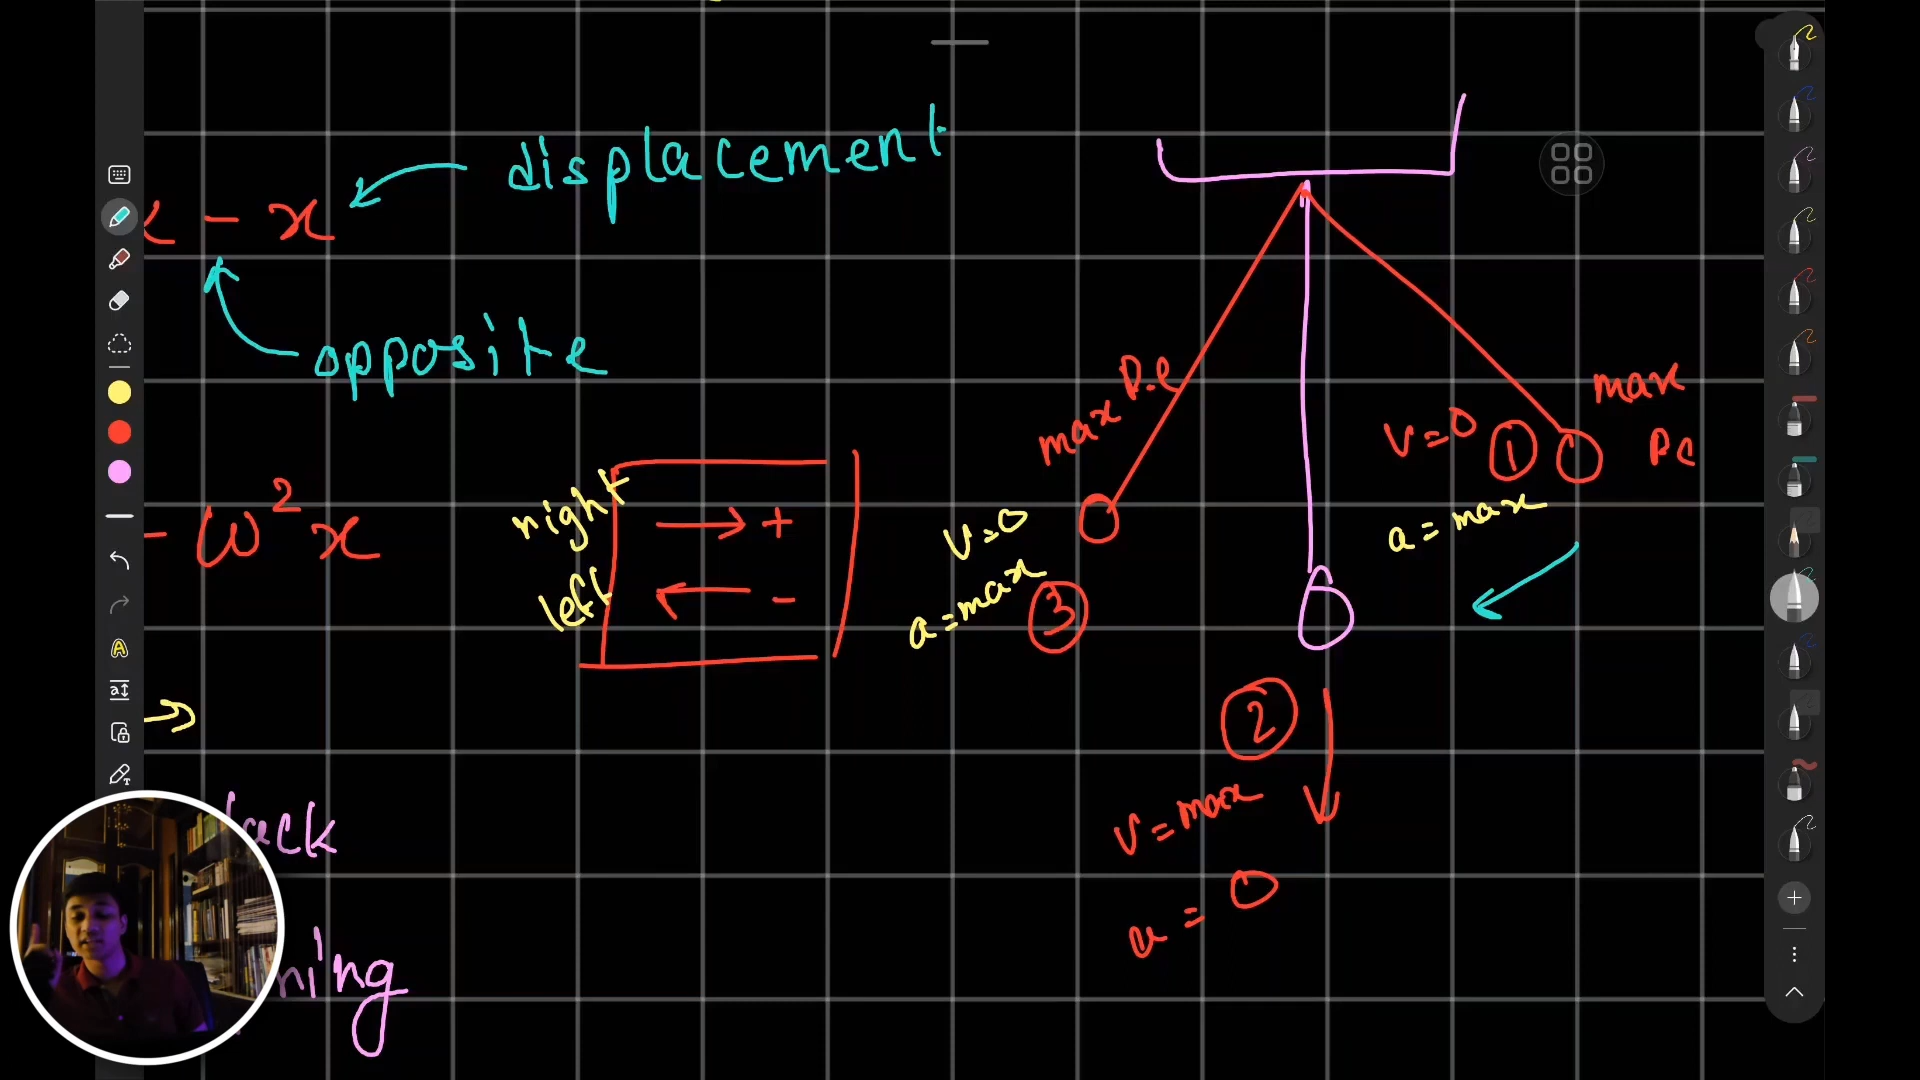 displacement
- x
opposite
max P.e
max
v=0
①
Pe
right
→ +
v=0
a=max
- ω²x
left
← -
a=max
③
②
v=max
a=0
ack
ning